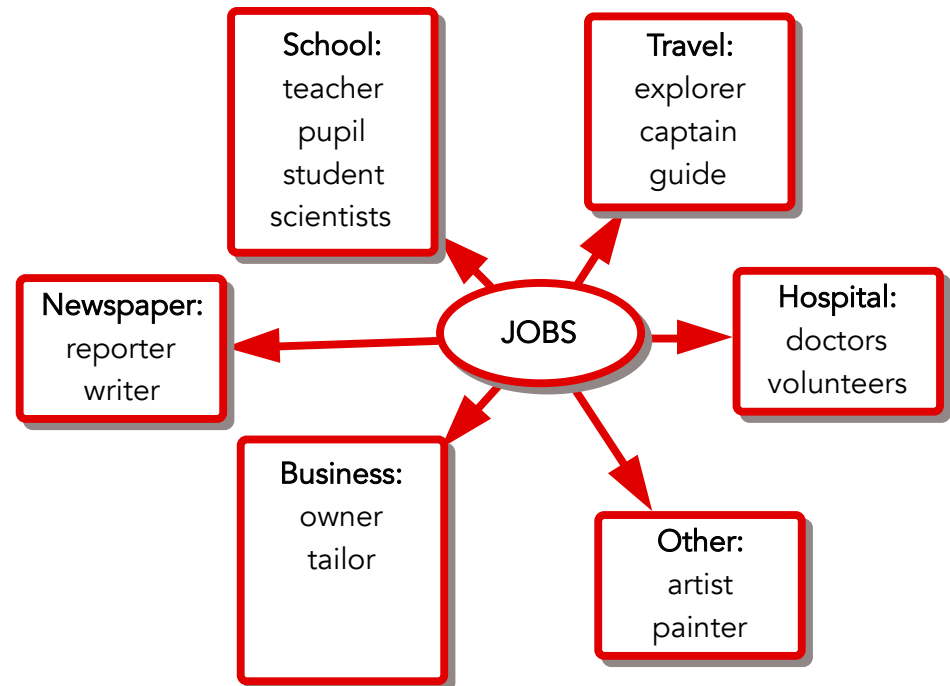 School:
teacher
pupil
student
scientists
Travel:
explorer
captain
guide
Newspaper:
reporter
writer
JOBS
Hospital:
doctors
volunteers
Business:
owner
tailor
Other:
artist
painter